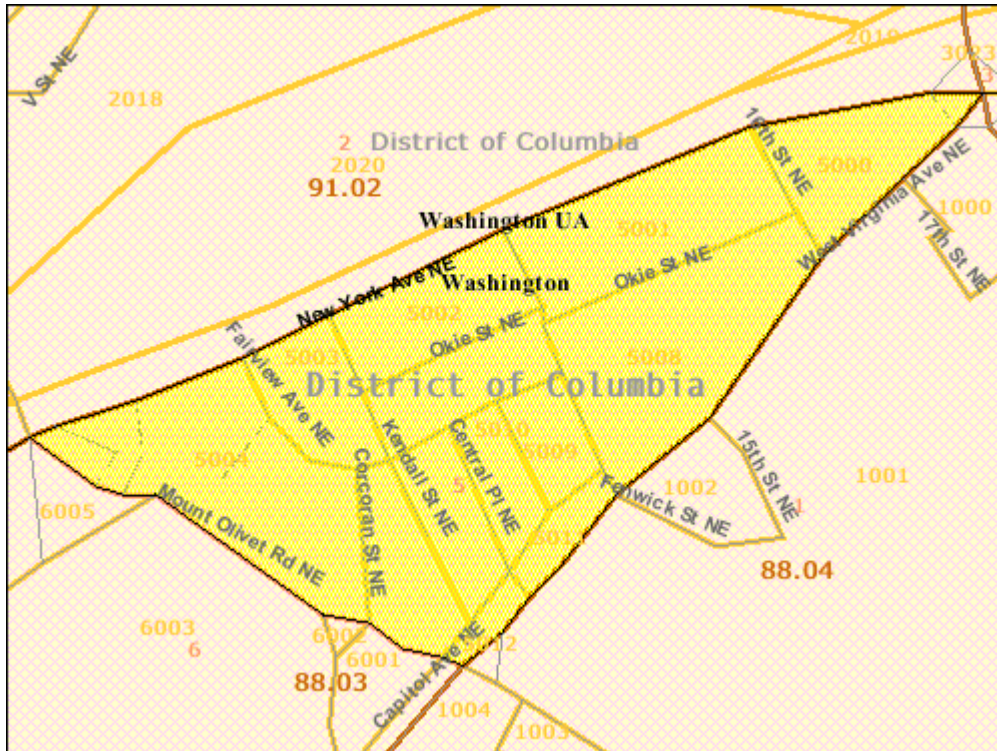 V St NE
2018
2019
3023
3
District of Columbia
2
2020
91.02
16th St NE
5000
West Virginia Ave NE
1000
17th St NE
Washington UA
5001
Okie St NE
Washington
New York Ave NE
5002
Okie St NE
Fairview Ave NE
5003
District of Columbia
5008
5004
Corcoran St NE
Kendall St NE
5010
Central Pl NE
5009
5
15th St NE
1001
1002
1
Fenwick St NE
6005
Mount Olivet Rd NE
88.04
6003
6
6002
6001
88.03
Capitol Ave NE
1004
1003